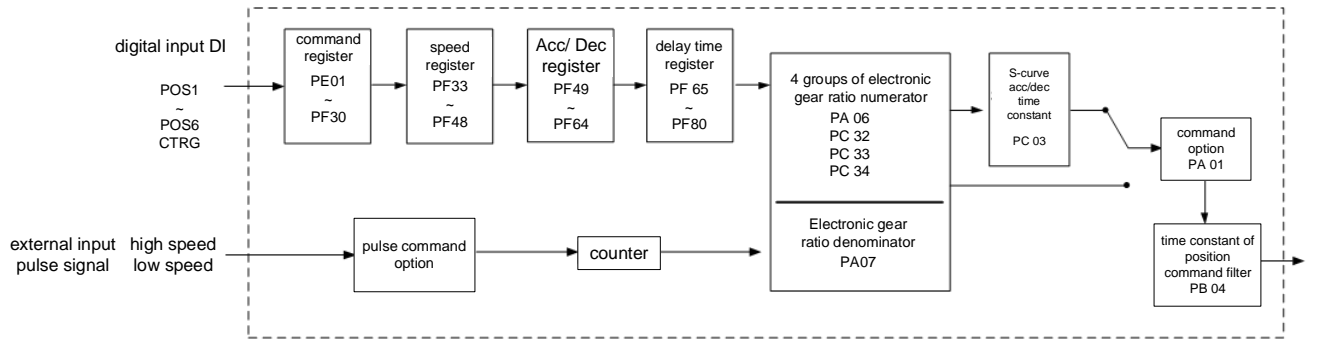 digital input DI
POS1
~
POS6
CTRG
command
register
PE01
~
PF30
speed
register
PF33
~
PF48
Acc/ Dec
register
PF49
~
PF64
delay time
register
PF 65
~
PF80
4 groups of electronic
gear ratio numerator
PA 06
PC 32
PC 33
PC 34
Electronic gear
ratio denominator
PA07
S-curve
acc/dec
time
constant
PC 03
command
option
PA 01
time constant of
position
command filter
PB 04
external input
pulse signal
high speed
low speed
pulse command
option
counter